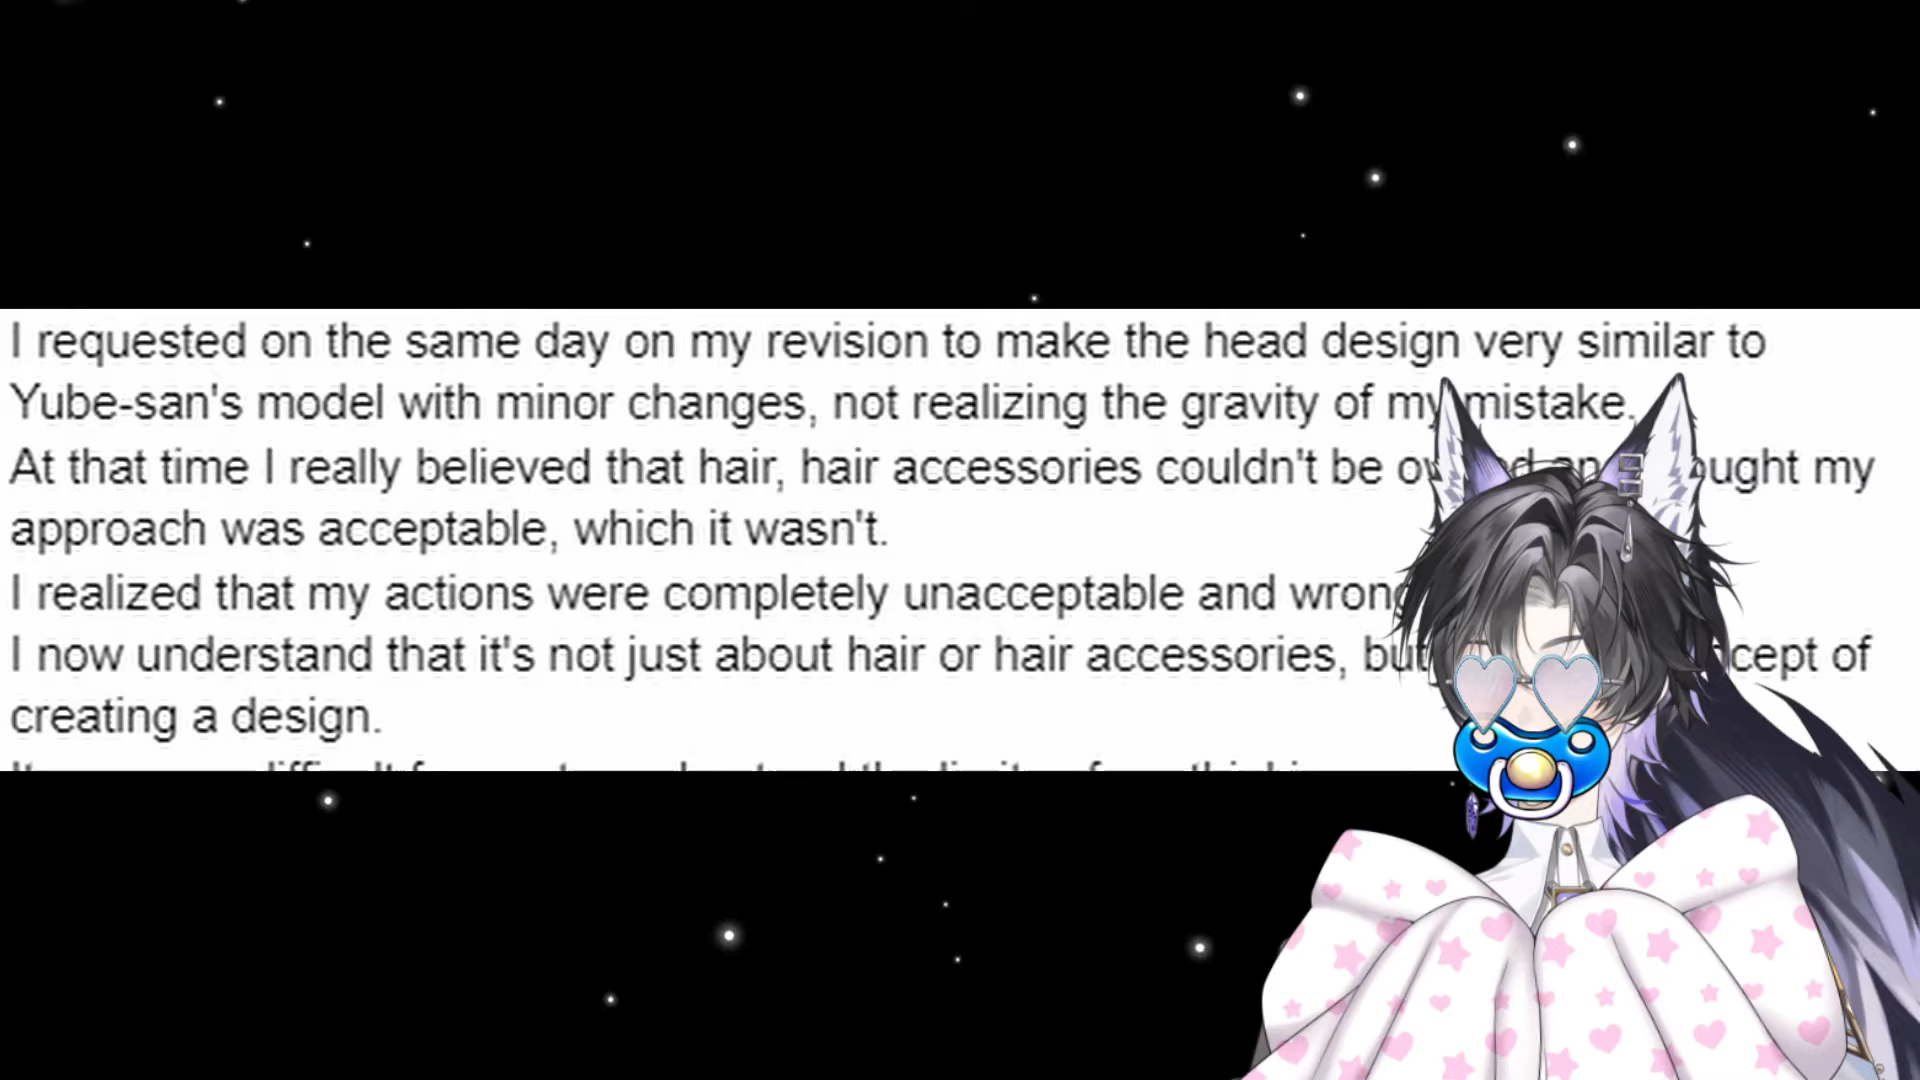 I requested on the same day on my revision to make the head design very similar to
Yube-san's model with minor changes, not realizing the gravity of my mistake.
At that time I really believed that hair, hair accessories couldn't be my
approach was acceptable, which it wasn't.
I realized that my actions were completely unacceptable and wrong
I now understand that it's not just about hair or hair accessories, but of
creating a design.